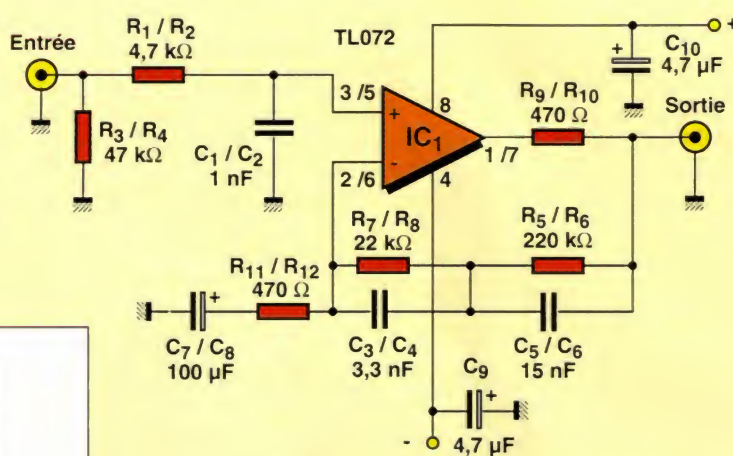 Entrée
R1 / R2
4,7 kΩ
TL072
+
C10
4,7 µF
+
R3 / R4
47 kΩ
C1 / C2
1 nF
3 /5
+
8
IC1
-
2 /6
4
1 /7
R9 / R10
470 Ω
Sortie
R7 / R8
22 kΩ
R5 / R6
220 kΩ
R11 / R12
470 Ω
+
C7 / C8
100 µF
C3 / C4
3,3 nF
C5 / C6
15 nF
C9
+
-
4,7 µF